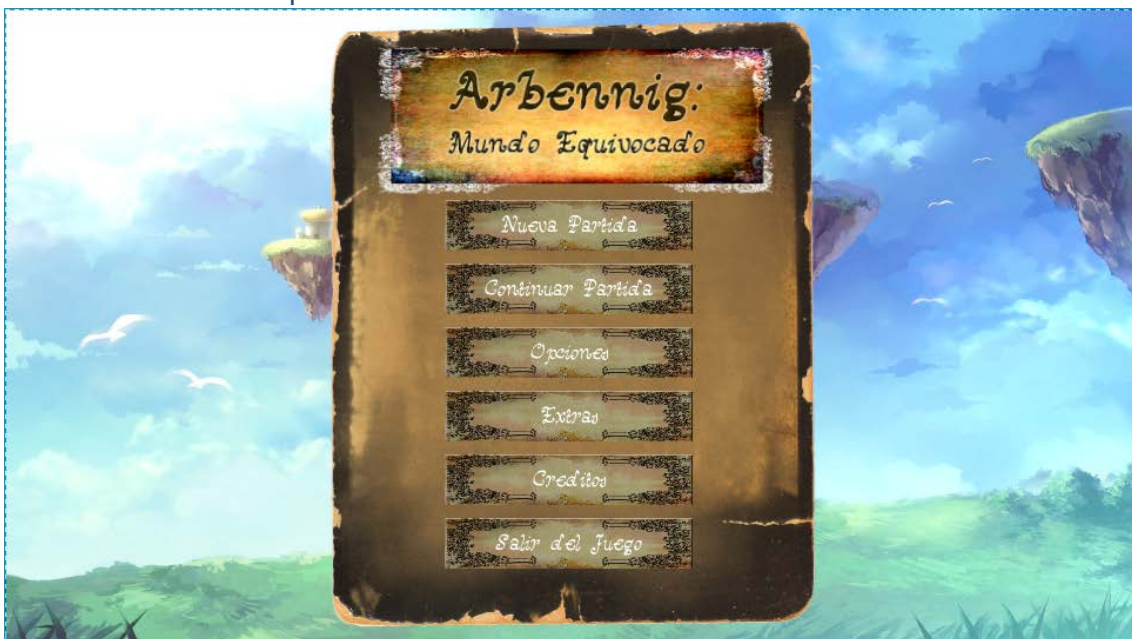 Arbennig:
Mundo Equivocado
Nueva Partida
Continuar Partida
Opciones
Extras
Creditos
Salir del Juego